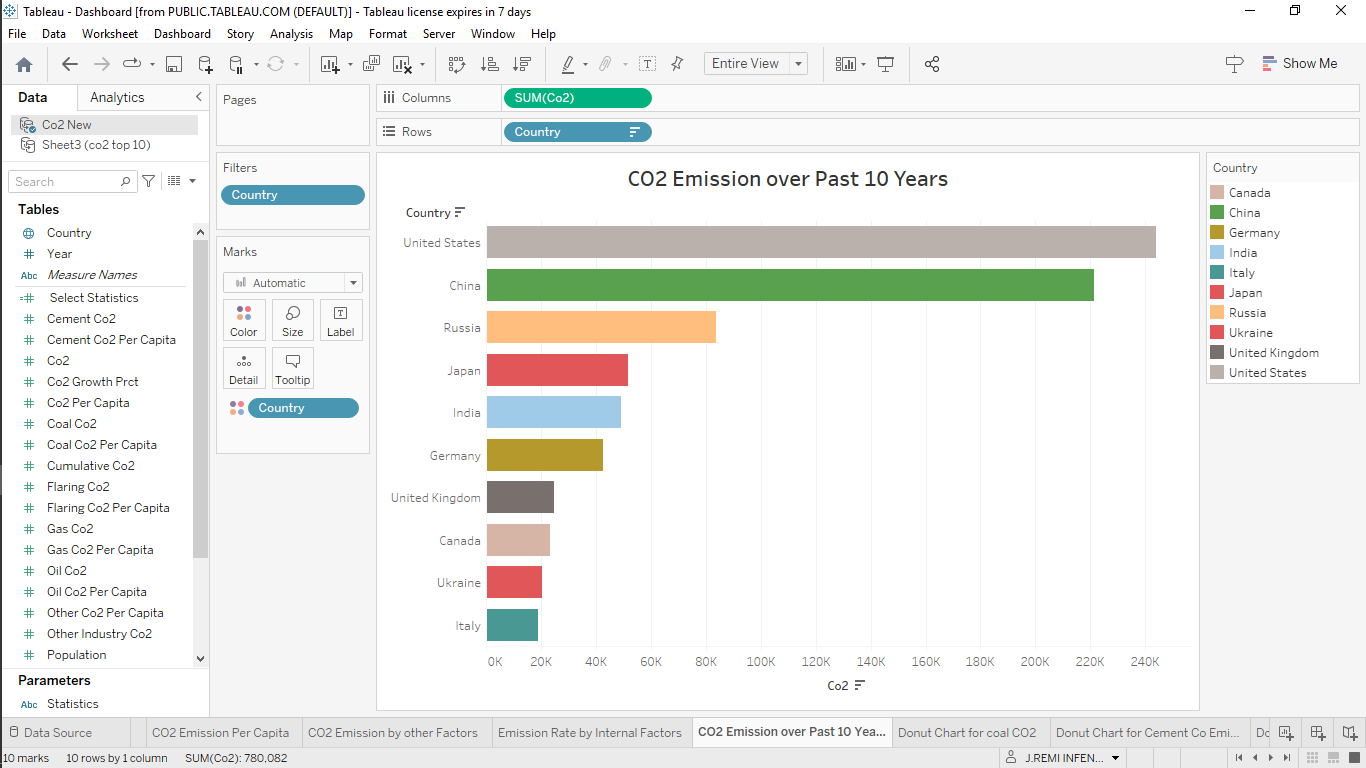 Tableau - Dashboard [from PUBLIC.TABLEAU.COM (DEFAULT)] - Tableau license expires in 7 days
File Data Worksheet Dashboard Story Analysis Map Format Server Window Help
Entire View
Show Me
Data Analytics
Co2 New
Sheet3 (co2 top 10)
Search
Tables
Country
Year
Abc Measure Names
Select Statistics
Cement Co2
Cement Co2 Per Capita
Co2
Co2 Growth Prct
Co2 Per Capita
Coal Co2
Coal Co2 Per Capita
Cumulative Co2
Flaring Co2
Flaring Co2 Per Capita
Gas Co2
Gas Co2 Per Capita
Oil Co2
Oil Co2 Per Capita
Other Co2 Per Capita
Other Industry Co2
Population
Parameters
Abc Statistics
Pages
Filters
Country
Marks
Automatic
Color Size Label
Detail Tooltip
Country
Columns SUM(Co2)
Rows Country
CO2 Emission over Past 10 Years
Country
United States
China
Russia
Japan
India
Germany
United Kingdom
Canada
Ukraine
Italy
0K 20K 40K 60K 80K 100K 120K 140K 160K 180K 200K 220K 240K
Co2
Country
Canada
China
Germany
India
Italy
Japan
Russia
Ukraine
United Kingdom
United States
Data Source CO2 Emission Per Capita CO2 Emission by other Factors Emission Rate by Internal Factors CO2 Emission over Past 10 Yea... Donut Chart for coal CO2 Donut Chart for Cement Co Emi... Do
10 marks 10 rows by 1 column SUM(Co2): 780,082 J.REMI INFEN...